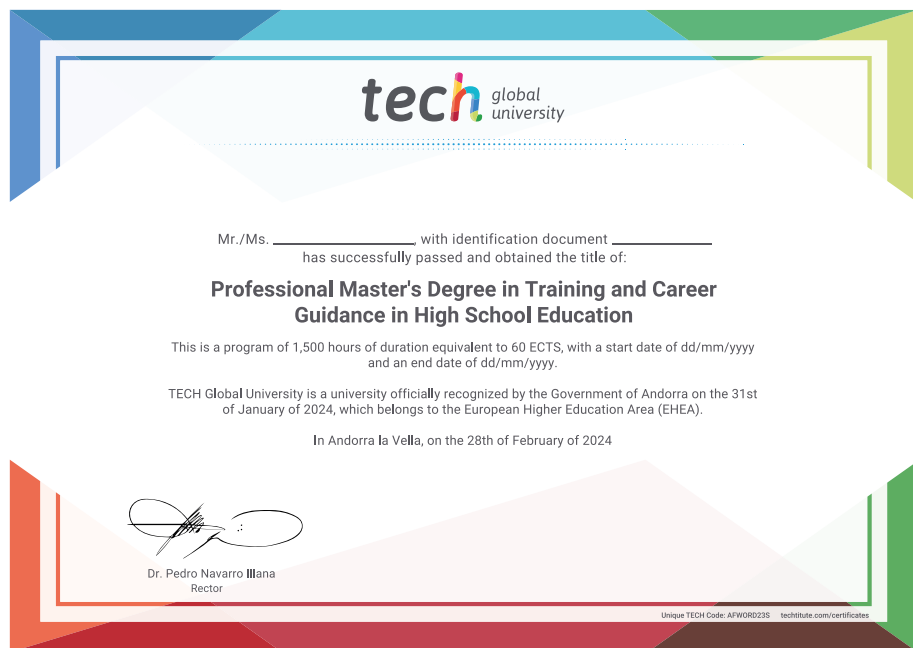 tech global university
Mr./Ms. ____________________, with identification document ______________
has successfully passed and obtained the title of:
Professional Master's Degree in Training and Career
Guidance in High School Education
This is a program of 1,500 hours of duration equivalent to 60 ECTS, with a start date of dd/mm/yyyy
and an end date of dd/mm/yyyy.
TECH Global University is a university officially recognized by the Government of Andorra on the 31st
of January of 2024, which belongs to the European Higher Education Area (EHEA).
In Andorra la Vella, on the 28th of February of 2024
Dr. Pedro Navarro Illana
Rector
Unique TECH Code: AFWORD23S techtitute.com/certificates